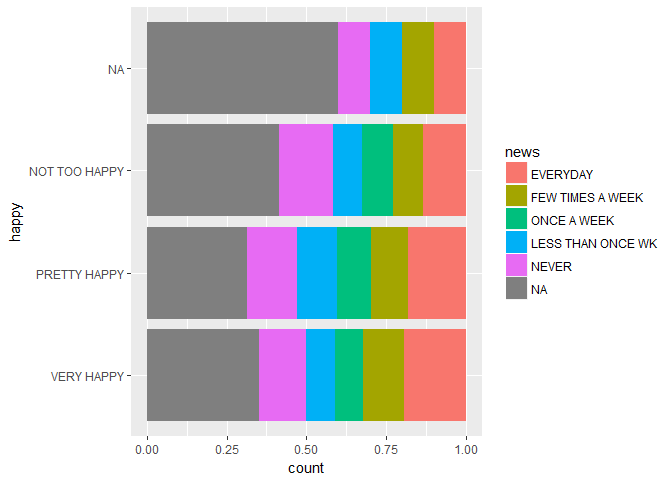 happy
NA
NOT TOO HAPPY
PRETTY HAPPY
VERY HAPPY
0.00 0.25 0.50 0.75 1.00
count
news
EVERYDAY
FEW TIMES A WEEK
ONCE A WEEK
LESS THAN ONCE WK
NEVER
NA